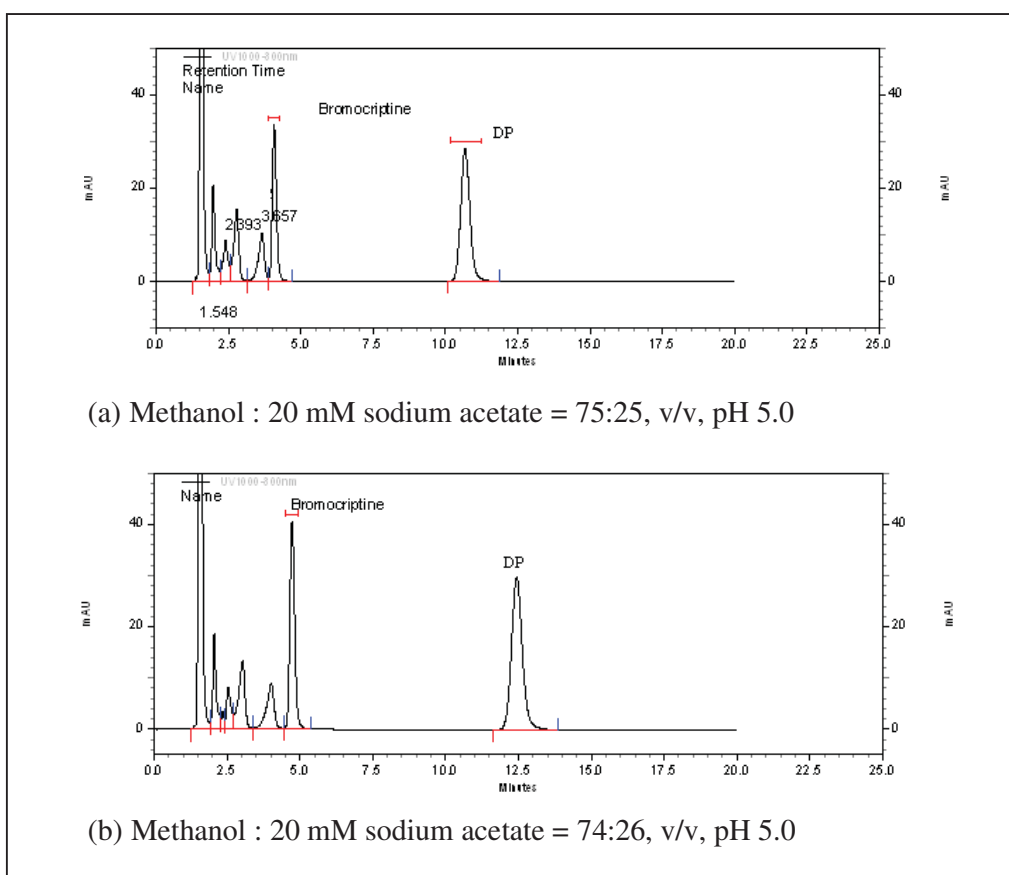 UV1000-800nm
Retention Time
Name
Bromocriptine
DP
2.393
3.657
1.548
40
20
0
40
20
0
mAU
mAU
0.0 2.5 5.0 7.5 10.0 12.5 15.0 17.5 20.0 22.5 25.0
Minutes
(a) Methanol : 20 mM sodium acetate = 75:25, v/v, pH 5.0
UV1000-800nm
Name
Bromocriptine
DP
40
20
0
40
20
0
mAU
mAU
0.0 2.5 5.0 7.5 10.0 12.5 15.0 17.5 20.0 22.5 25.0
Minutes
(b) Methanol : 20 mM sodium acetate = 74:26, v/v, pH 5.0